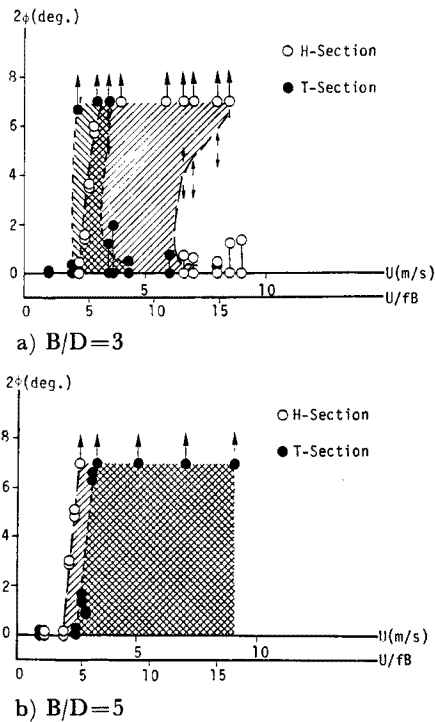 2φ(deg.)
○ H-Section
● T-Section
8
6
4
2
0
5
10
U(m/s)
0
5
10
15
U/fB
a) B/D=3
2φ(deg.)
○ H-Section
● T-Section
8
6
4
2
0
5
10
U(m/s)
0
5
10
15
U/fB
b) B/D=5